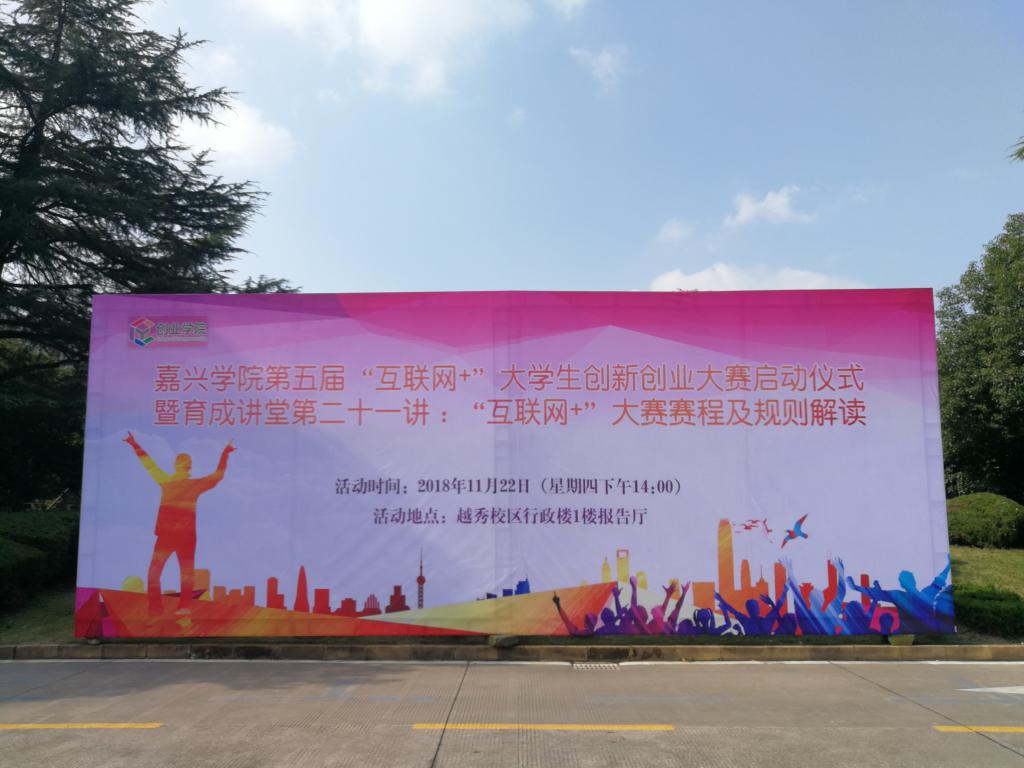 创业学院
嘉兴学院第五届“互联网+”大学生创新创业大赛启动仪式
暨育成讲堂第二十一讲：“互联网+”大赛赛程及规则解读
活动时间：2018年11月22日（星期四下午14:00）
活动地点：越秀校区行政楼1楼报告厅